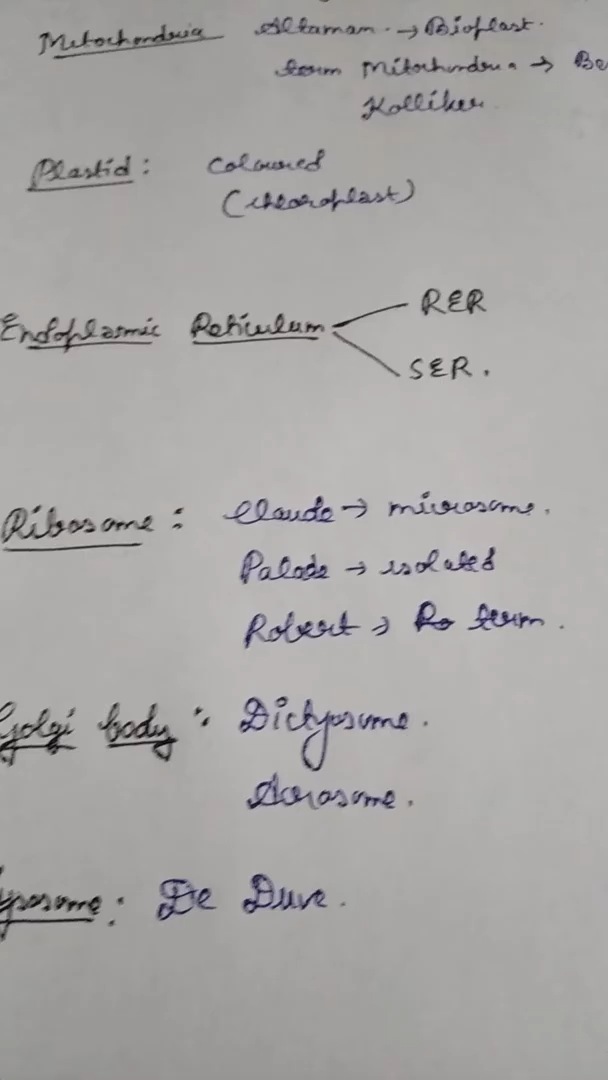 Mitochondria Altaman. → Bioplast.
term Mitochondria → Be
Kolliker.
Plastid: Coloured
(Chloroplast)
Endoplasmic Reticulum RER
SER.
Ribosome: Claude → microsome.
Palade → isolated
Robert → Ro term.
Golgi body: Dictyosome.
Acrosome.
yosome: De Duve.